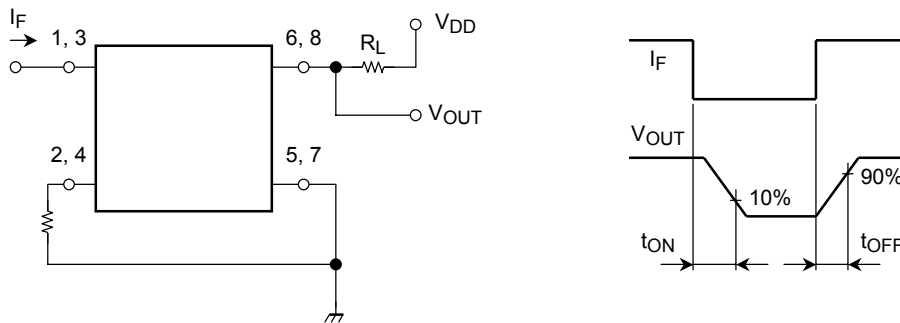 IF
1, 3
6, 8
RL
VDD
VOUT
2, 4
5, 7
IF
VOUT
10%
90%
tON
tOFF